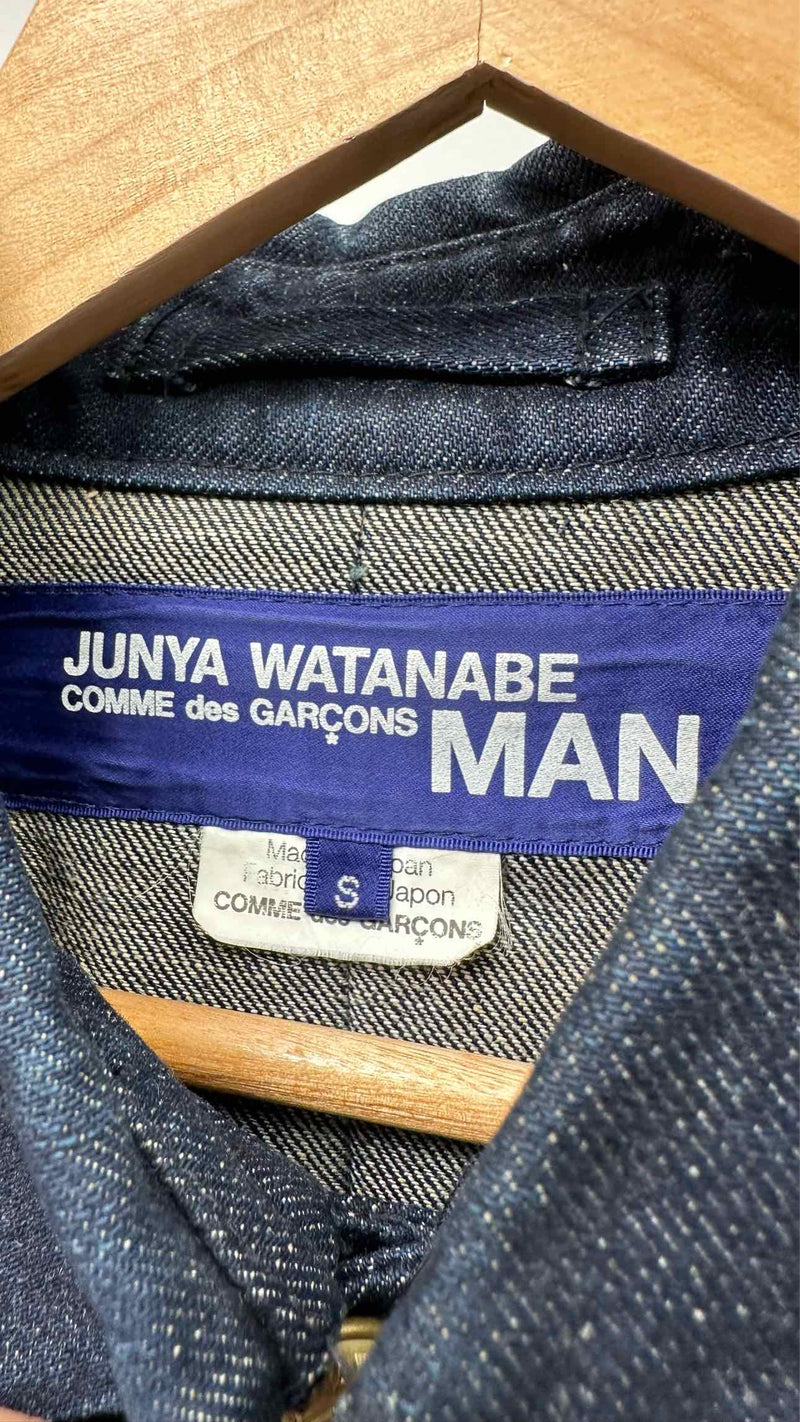 JUNYA WATANABE
COMME des GARÇONS
MAN
S
COMME des GARÇONS